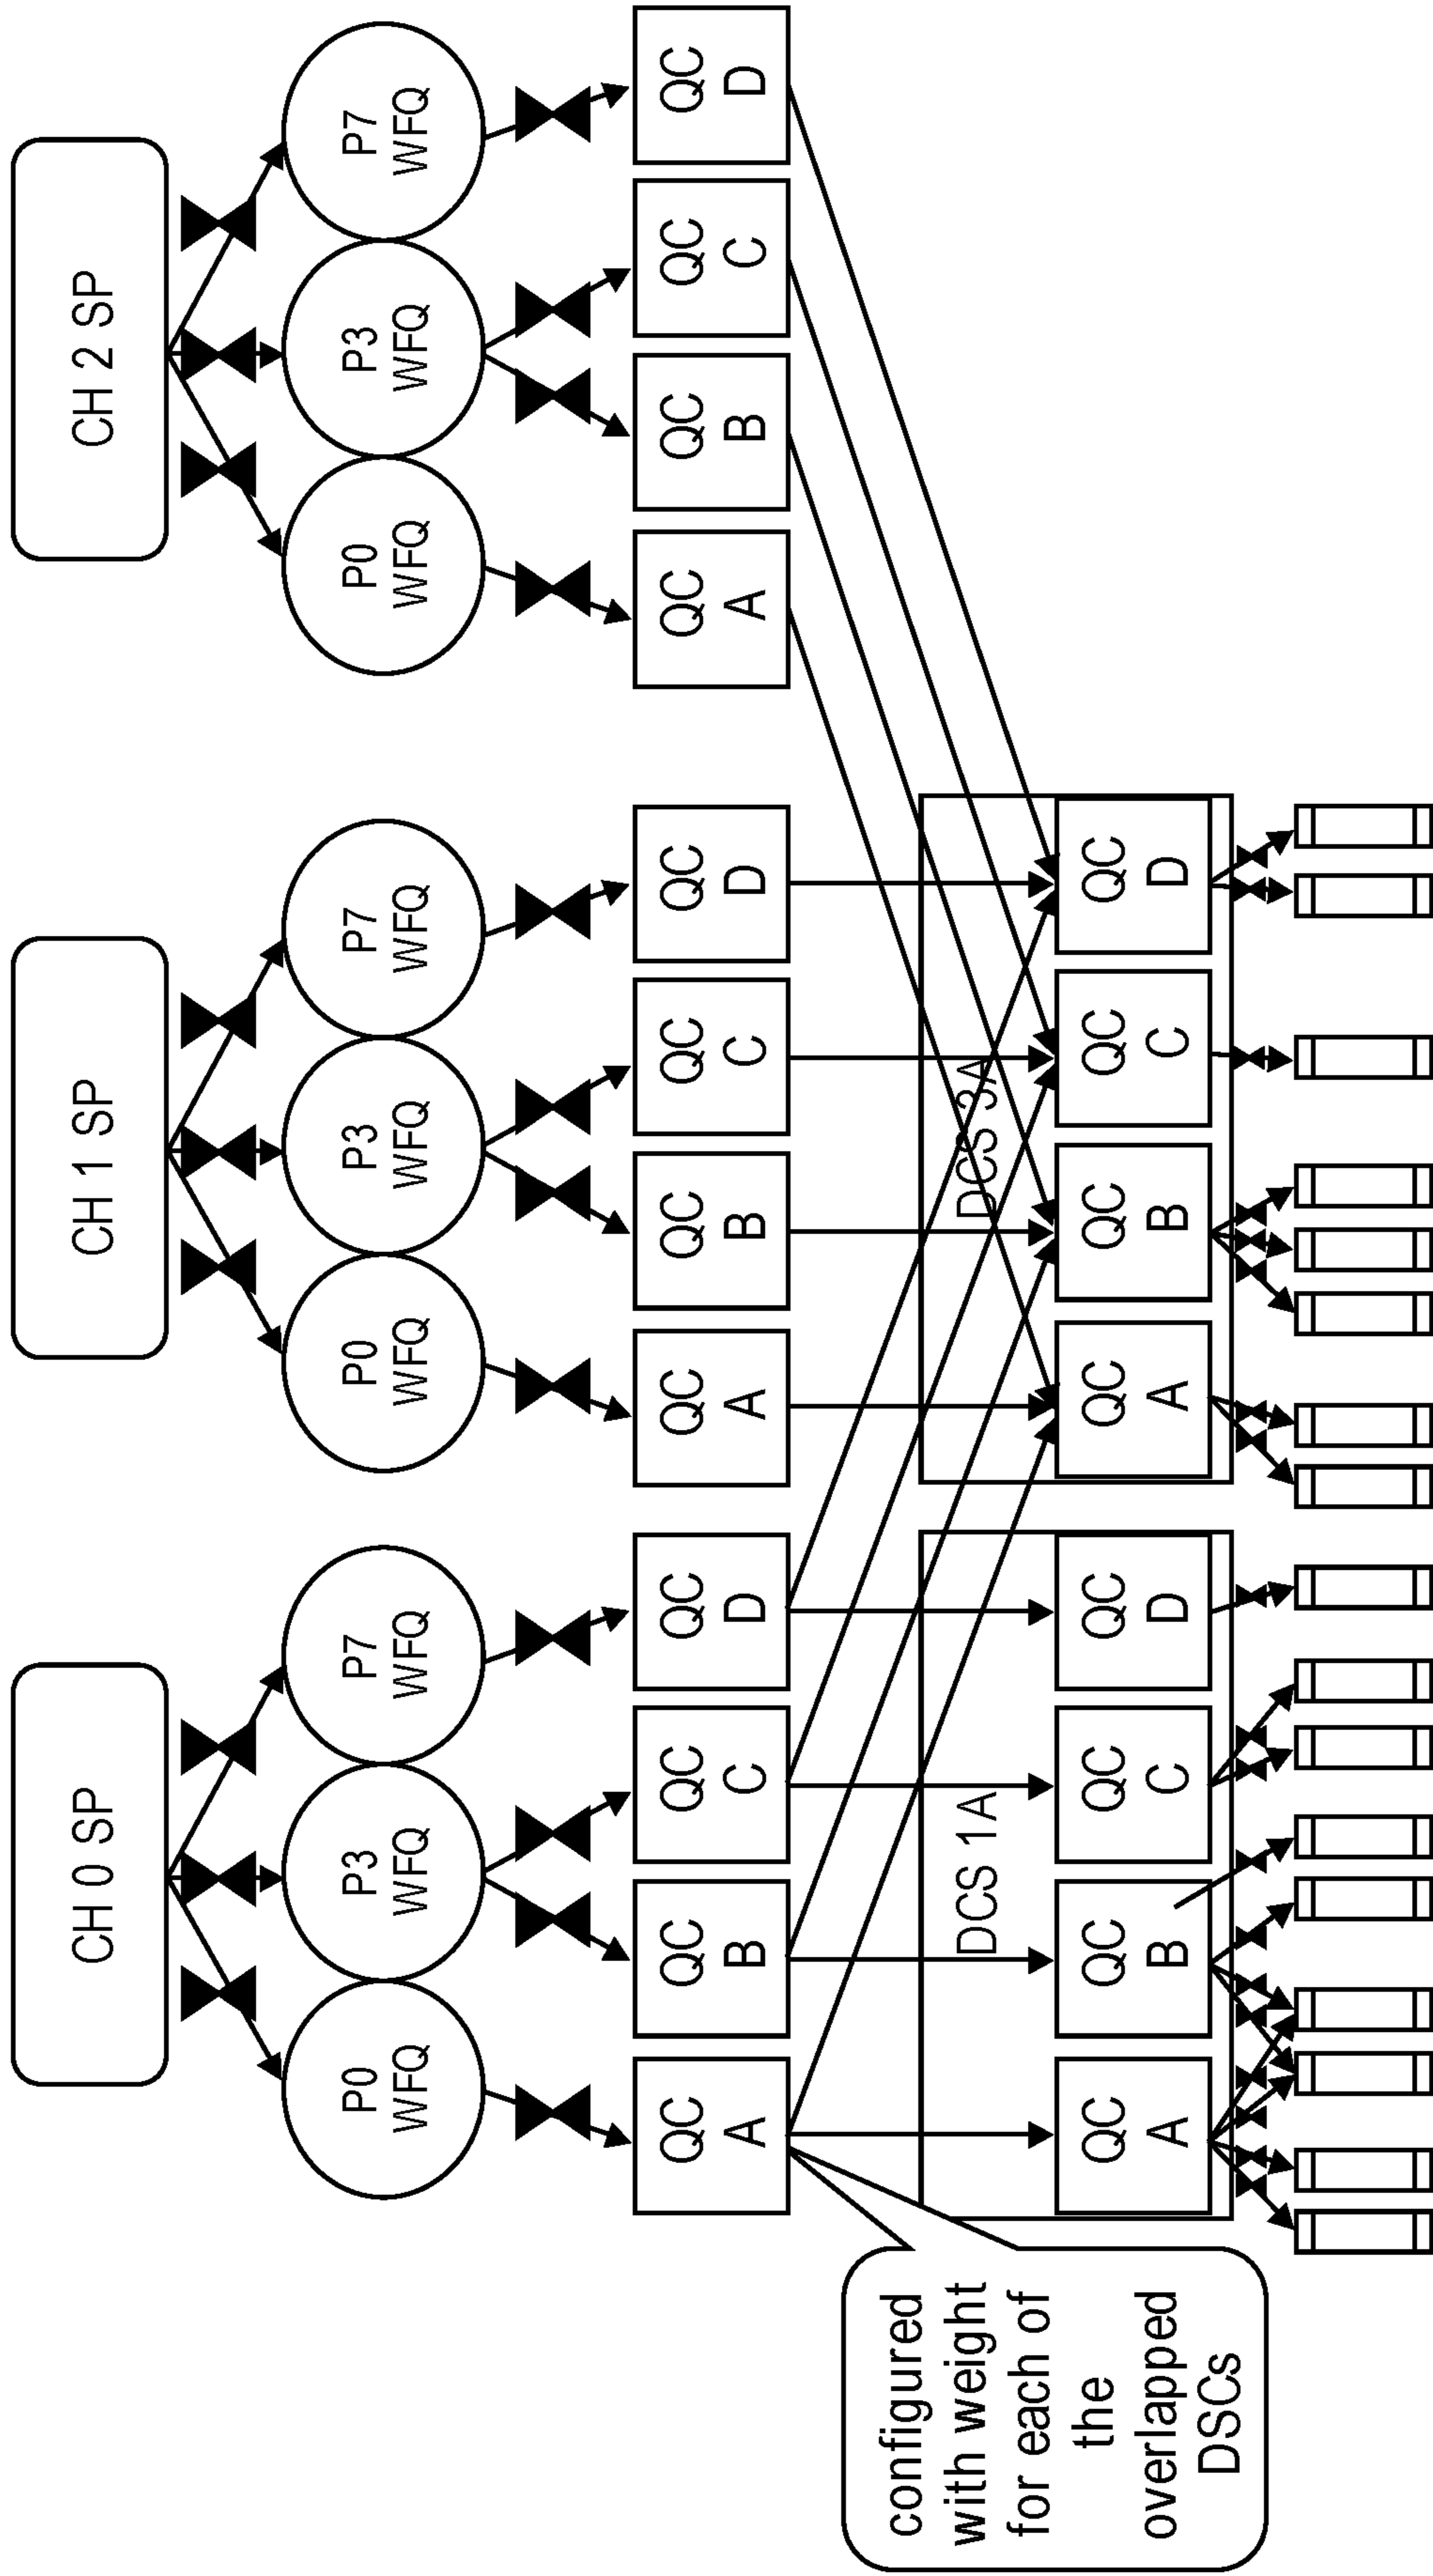 CH 0 SP
CH 1 SP
CH 2 SP
P0
WFQ
P3
WFQ
P7
WFQ
P0
WFQ
P3
WFQ
P7
WFQ
P0
WFQ
P3
WFQ
P7
WFQ
QC
A
QC
B
QC
C
QC
D
QC
A
QC
B
QC
C
QC
D
QC
A
QC
B
QC
C
QC
D
configured
with weight
for each of
the
overlapped
DSCs
DCS 1A
DCS 3A
QC
A
QC
B
QC
C
QC
D
QC
A
QC
B
QC
C
QC
D